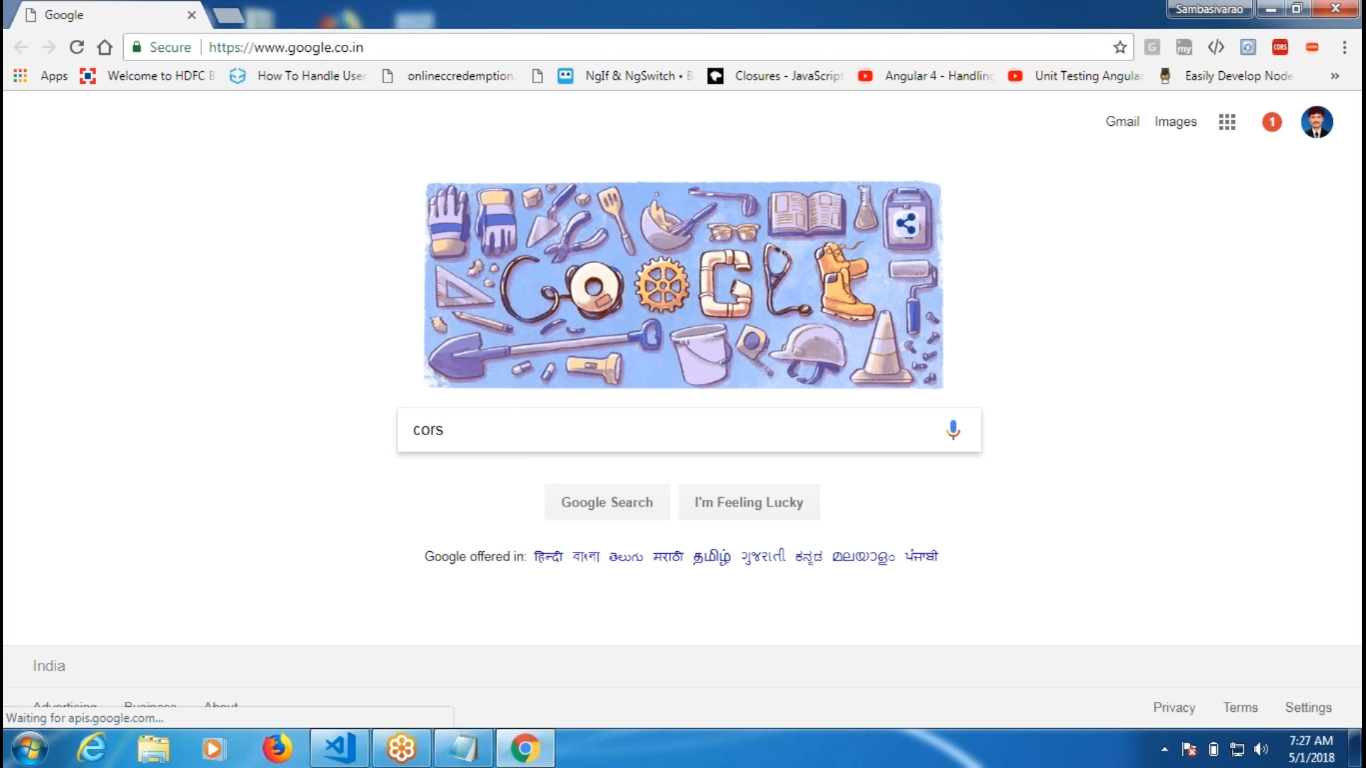 Google
Sambasivarao
Secure https://www.google.co.in
G my </> CORS
Apps Welcome to HDFC B How To Handle User onlineccredemption NgIf & NgSwitch • B Closures - JavaScript Angular 4 - Handling Unit Testing Angular Easily Develop Node »
Gmail Images 1
GOOGLE
cors
Google Search I'm Feeling Lucky
Google offered in: हिन्दी বাংলা తెలుగు मराठी தமிழ் ગુજરાતી ಕನ್ನಡ മലയാളം ਪੰਜਾਬੀ
India
Advertising Business About Privacy Terms Settings
Waiting for apis.google.com...
7:27 AM
5/1/2018